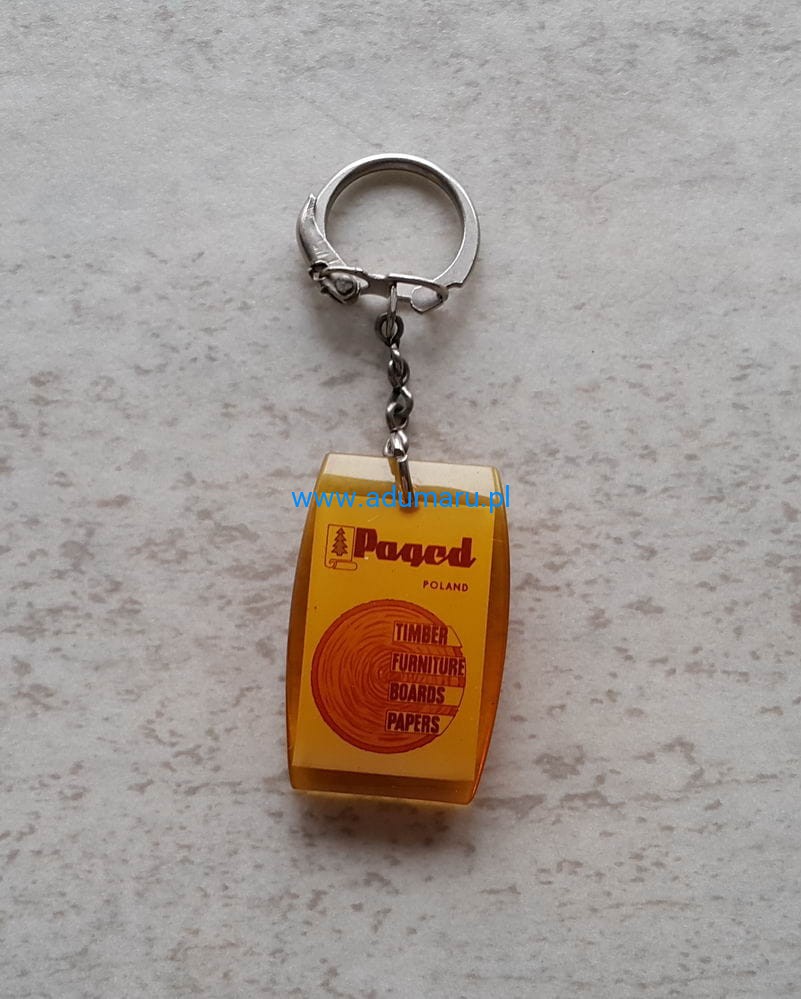 www.adumaru.pl
Paged
POLAND
TIMBER
FURNITURE
BOARDS
PAPERS